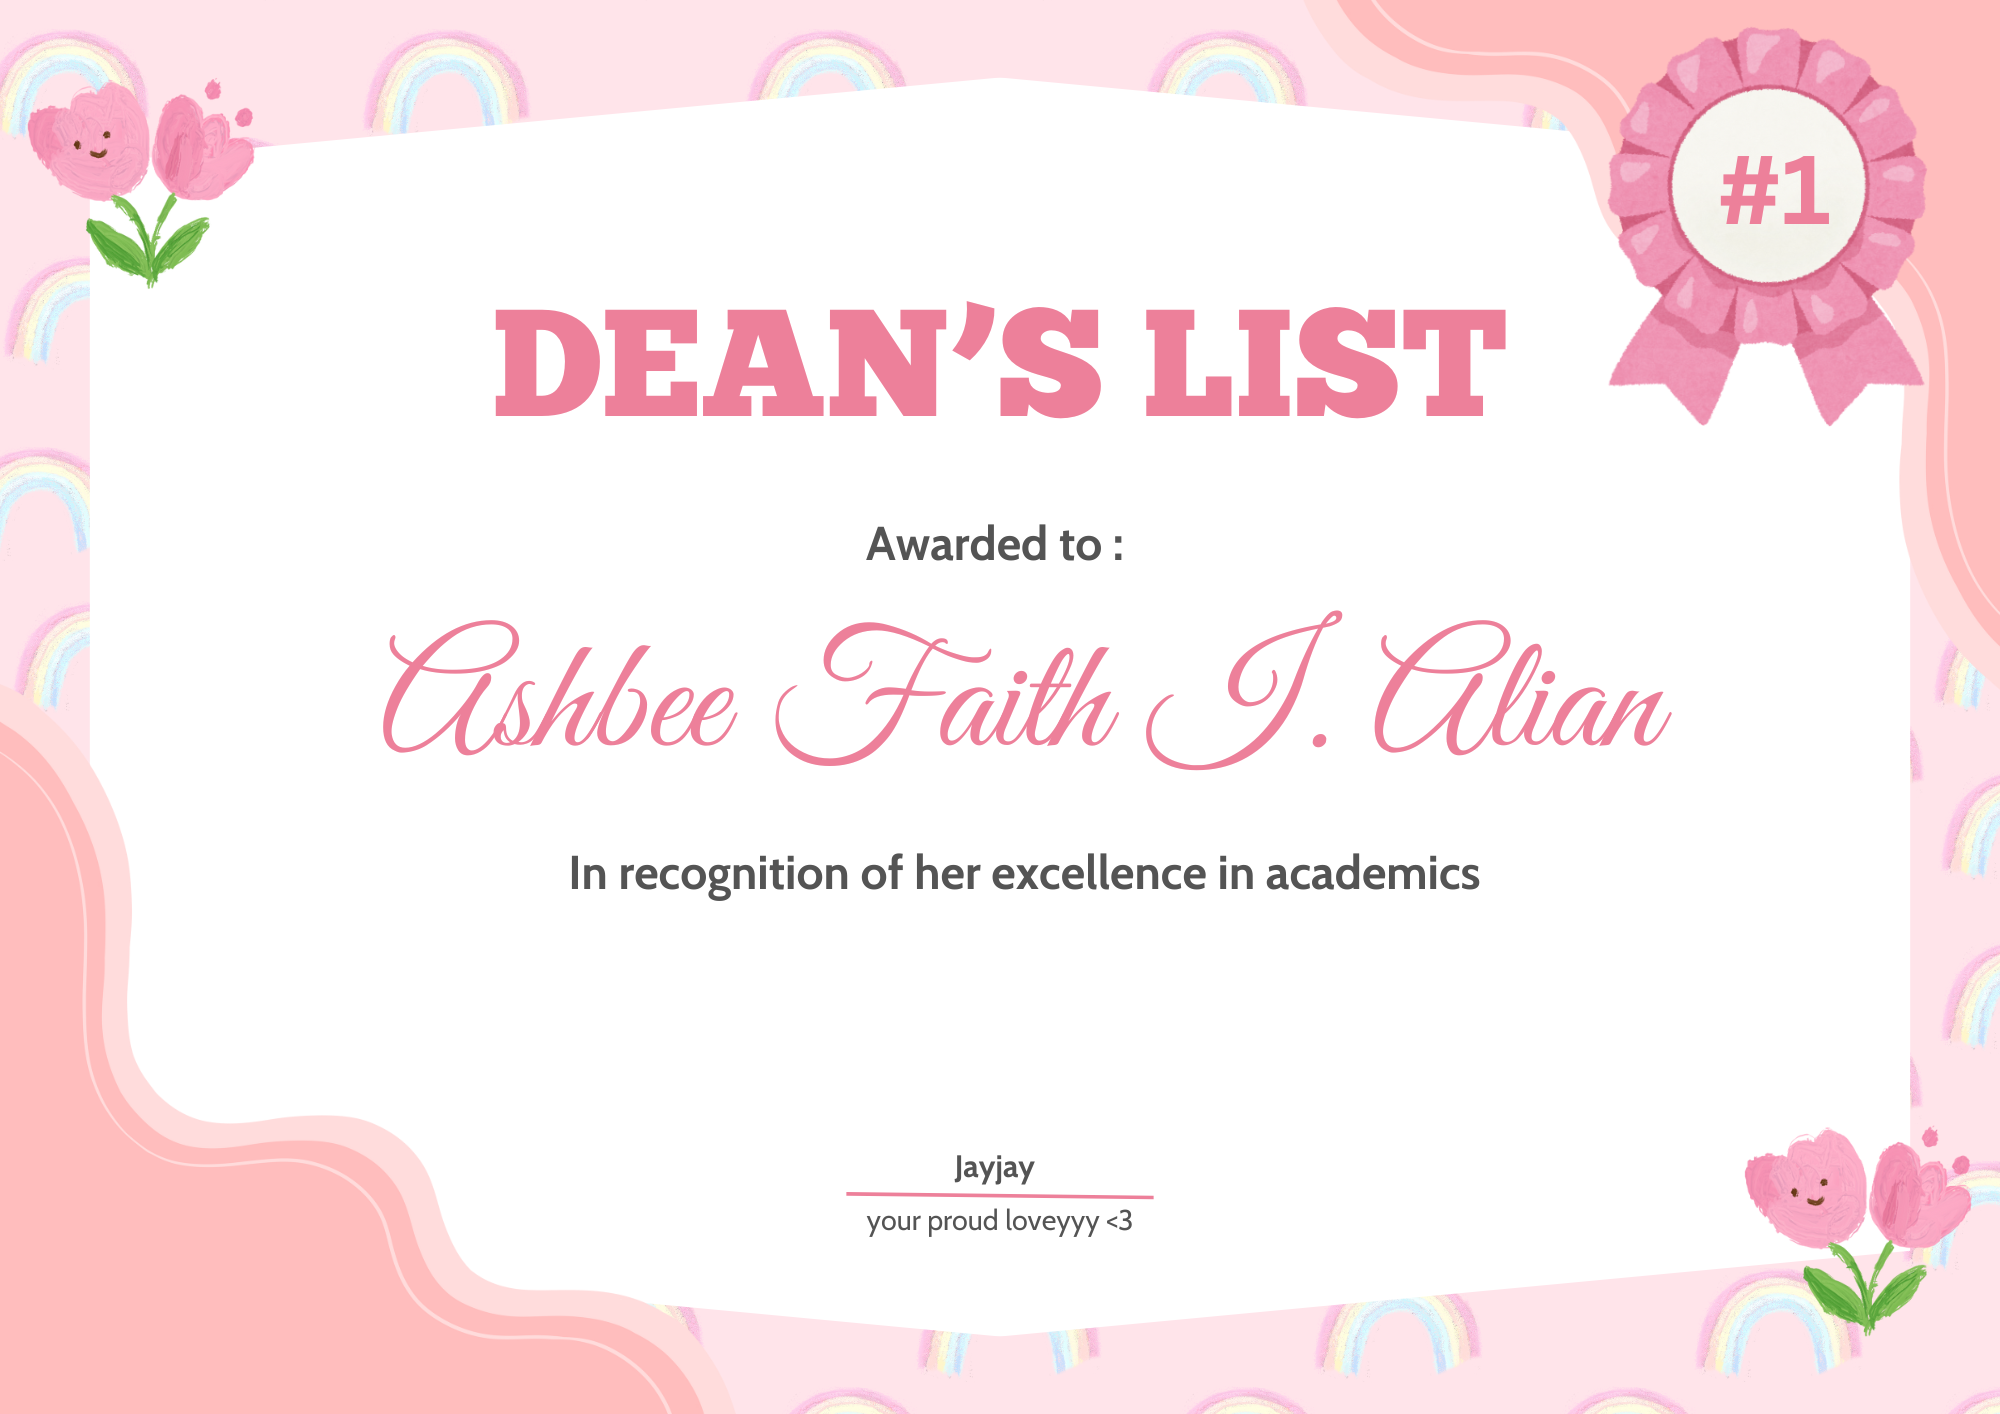 #1
DEAN’S LIST
Awarded to :
Ashbee Faith I. Alian
In recognition of her excellence in academics
Jayjay
your proud loveyyy <3